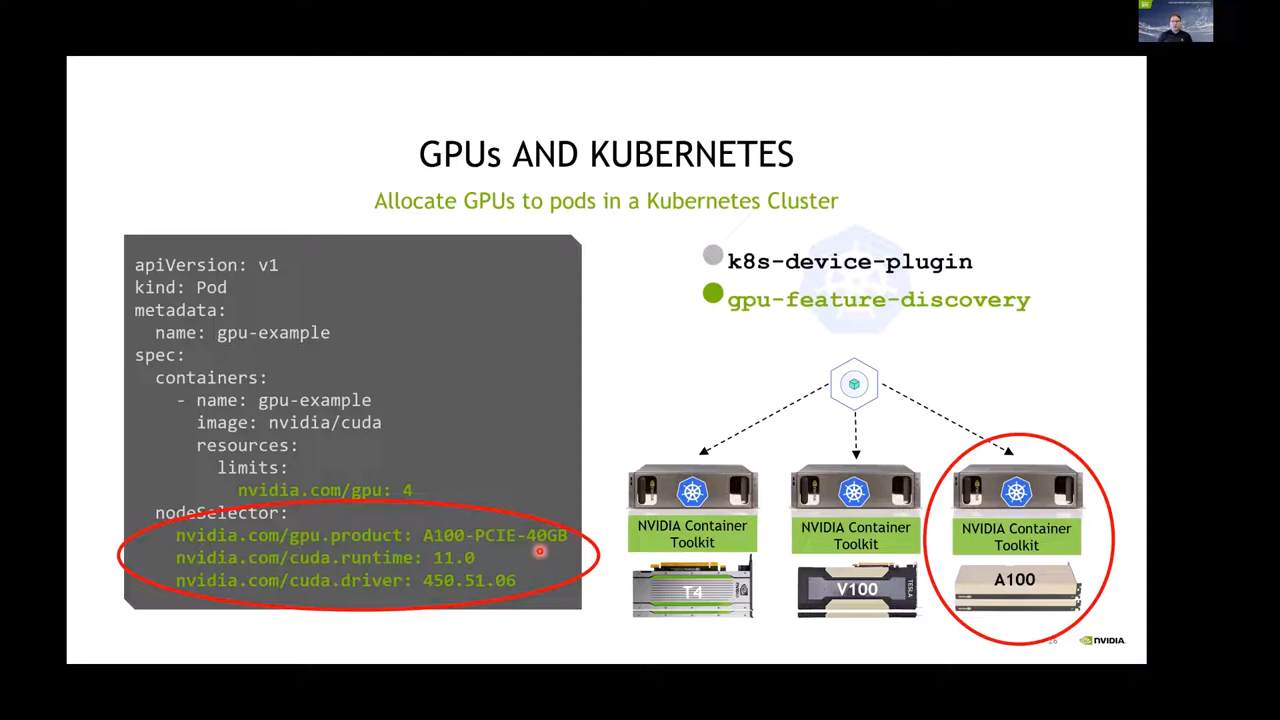 GPUs AND KUBERNETES
Allocate GPUs to pods in a Kubernetes Cluster
apiVersion: v1
kind: Pod
metadata:
  name: gpu-example
spec:
  containers:
    - name: gpu-example
      image: nvidia/cuda
      resources:
        limits:
          nvidia.com/gpu: 4
  nodeSelector:
    nvidia.com/gpu.product: A100-PCIE-40GB
    nvidia.com/cuda.runtime: 11.0
    nvidia.com/cuda.driver: 450.51.06
k8s-device-plugin
gpu-feature-discovery
NVIDIA Container
Toolkit
T4
NVIDIA Container
Toolkit
V100
TESLA
NVIDIA Container
Toolkit
A100
NVIDIA.